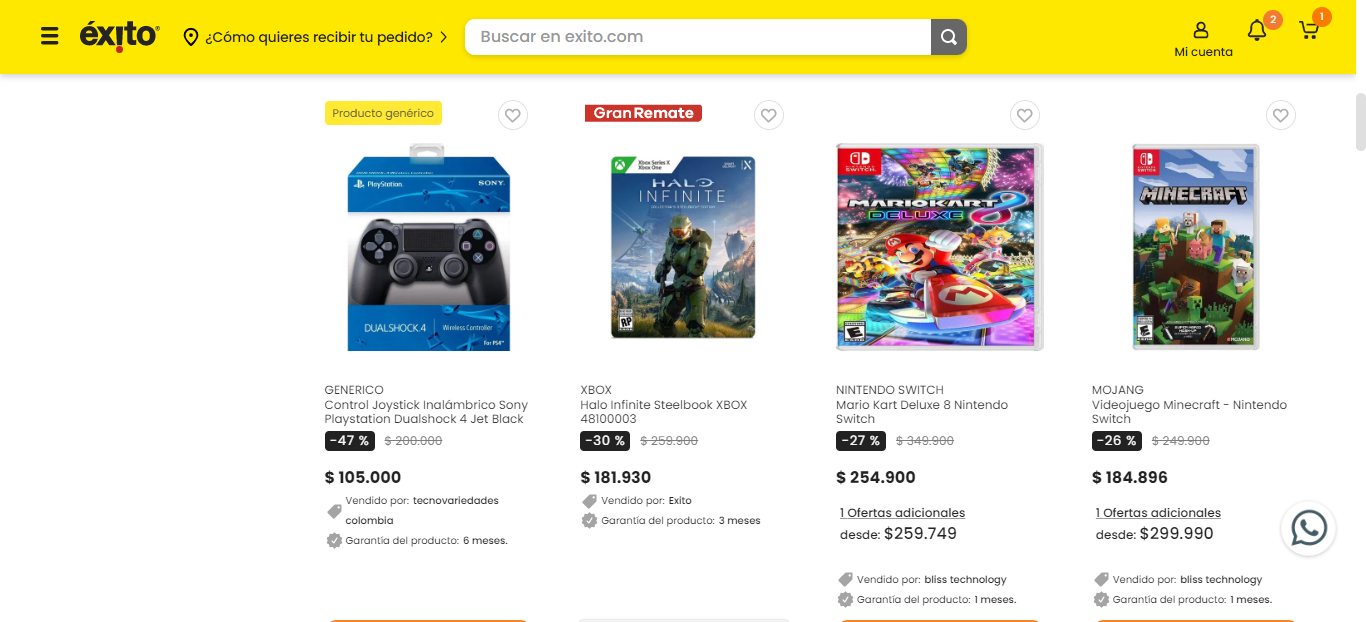 éxito
¿Cómo quieres recibir tu pedido?
Buscar en exito.com
Mi cuenta
2
1
Producto genérico
Gran Remate
PlayStation
SONY
DUALSHOCK 4
Wireless Controller
For PS4™
Xbox Series X
Xbox One
HALO
INFINITE
RP
NINTENDO
SWITCH
MARIOKART 8
DELUXE
E
NINTENDO
SWITCH
MINECRAFT
MOJANG
GENERICO
Control Joystick Inalámbrico Sony
Playstation Dualshock 4 Jet Black
-47 % $ 200.000
$ 105.000
Vendido por: tecnovariedades
colombia
Garantía del producto: 6 meses.
XBOX
Halo Infinite Steelbook XBOX
48100003
-30 % $ 259.900
$ 181.930
Vendido por: Exito
Garantía del producto: 3 meses
NINTENDO SWITCH
Mario Kart Deluxe 8 Nintendo
Switch
-27 % $ 349.900
$ 254.900
1 Ofertas adicionales
desde: $259.749
Vendido por: bliss technology
Garantía del producto: 1 meses.
MOJANG
Videojuego Minecraft - Nintendo
Switch
-26 % $ 249.900
$ 184.896
1 Ofertas adicionales
desde: $299.990
Vendido por: bliss technology
Garantía del producto: 1 meses.